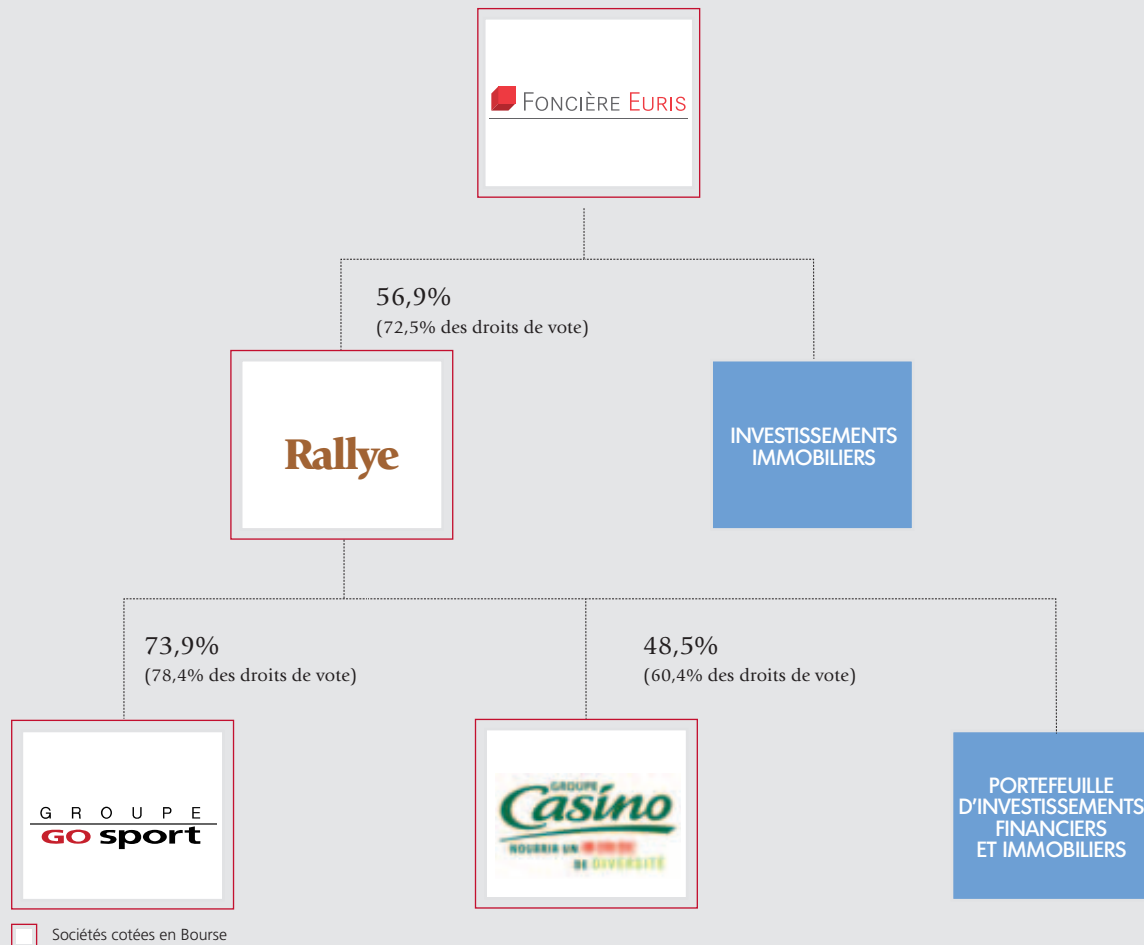 FONCIÈRE EURIS
56,9%
(72,5% des droits de vote)
Rallye
INVESTISSEMENTS
IMMOBILIERS
73,9%
(78,4% des droits de vote)
48,5%
(60,4% des droits de vote)
GROUPE
GO sport
GROUPE
Casino
NOURRIR UN MONDE
DE DIVERSITÉ
PORTEFEUILLE
D'INVESTISSEMENTS
FINANCIERS
ET IMMOBILIERS
Sociétés cotées en Bourse